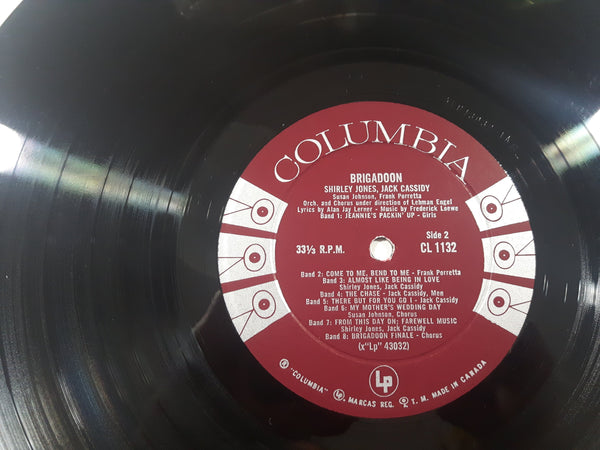 COLUMBIA
BRIGADOON
SHIRLEY JONES, JACK CASSIDY
Susan Johnson, Frank Porretta
Orch. and Chorus under direction of Lehman Engel
Lyrics by Alan Jay Lerner - Music by Frederick Loewe
Band 1: JEANNIE'S PACKIN' UP - Girls
Side 2
33⅓ R.P.M.
CL 1132
Band 2: COME TO ME, BEND TO ME - Frank Porretta
Band 3: ALMOST LIKE BEING IN LOVE
Shirley Jones, Jack Cassidy
Band 4: THE CHASE - Jack Cassidy, Men
Band 5: THERE BUT FOR YOU GO I - Jack Cassidy
Band 6: MY MOTHER'S WEDDING DAY
Susan Johnson, Chorus
Band 7: FROM THIS DAY ON; FAREWELL MUSIC
Shirley Jones, Jack Cassidy
Band 8: BRIGADOON FINALE - Chorus
(x"Lp" 43032)
Lp
® "COLUMBIA" ® MARCAS REG. ® T. M. MADE IN CANADA